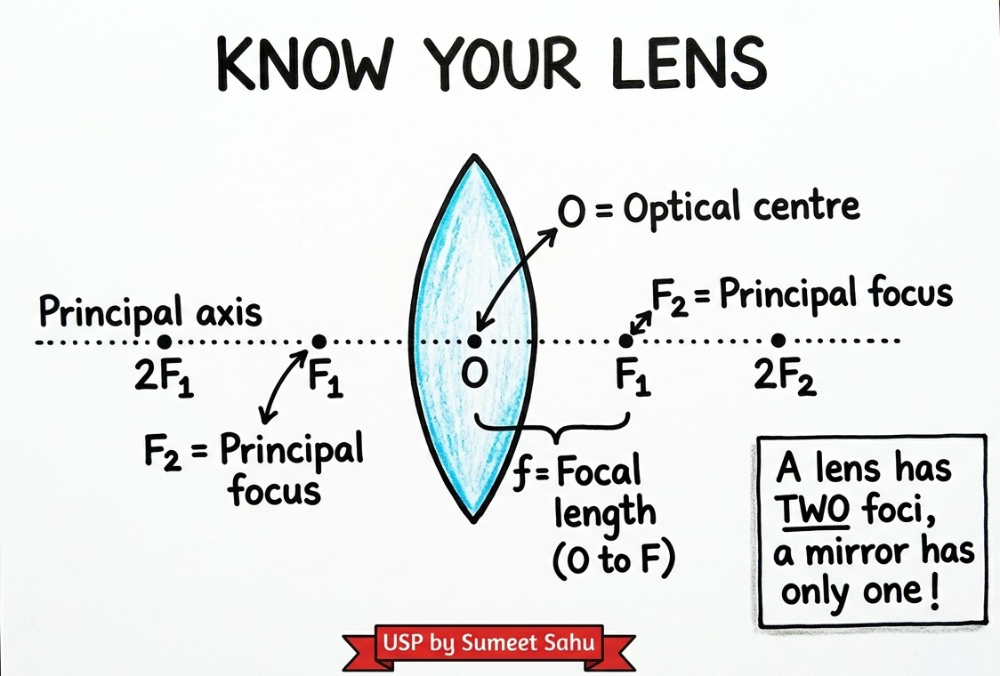 KNOW YOUR LENS
O = Optical centre
F₂ = Principal focus
Principal axis
2F₁
F₁
O
F₁
2F₂
F₂ = Principal
focus
f = Focal
length
(O to F)
A lens has
TWO foci,
a mirror has
only one!
USP by Sumeet Sahu